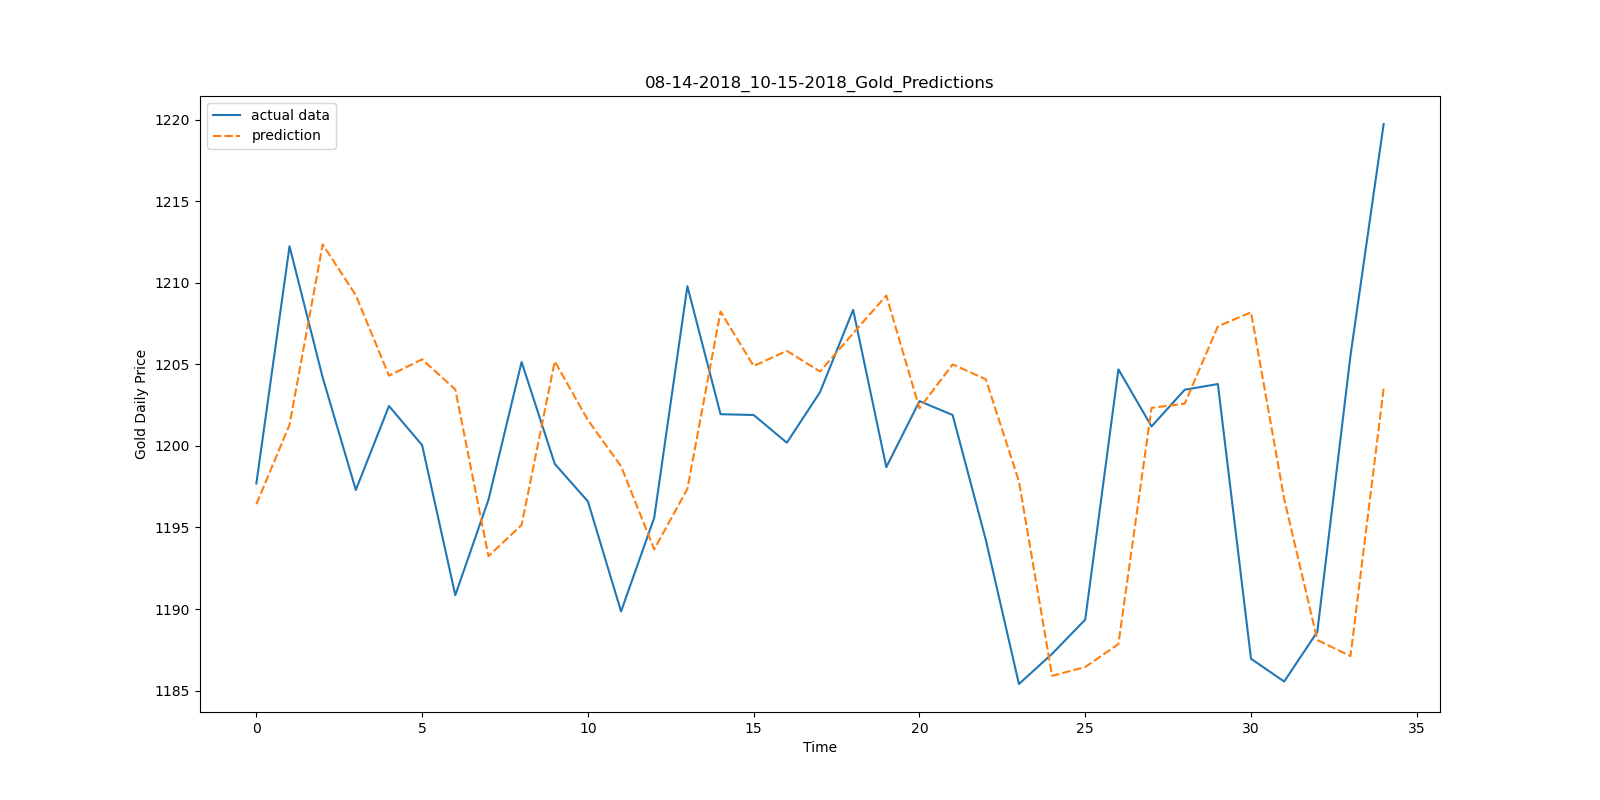 08-14-2018_10-15-2018_Gold_Predictions
actual data
prediction
1220
1215
1210
1205
1200
1195
1190
1185
Gold Daily Price
0 5 10 15 20 25 30 35
Time